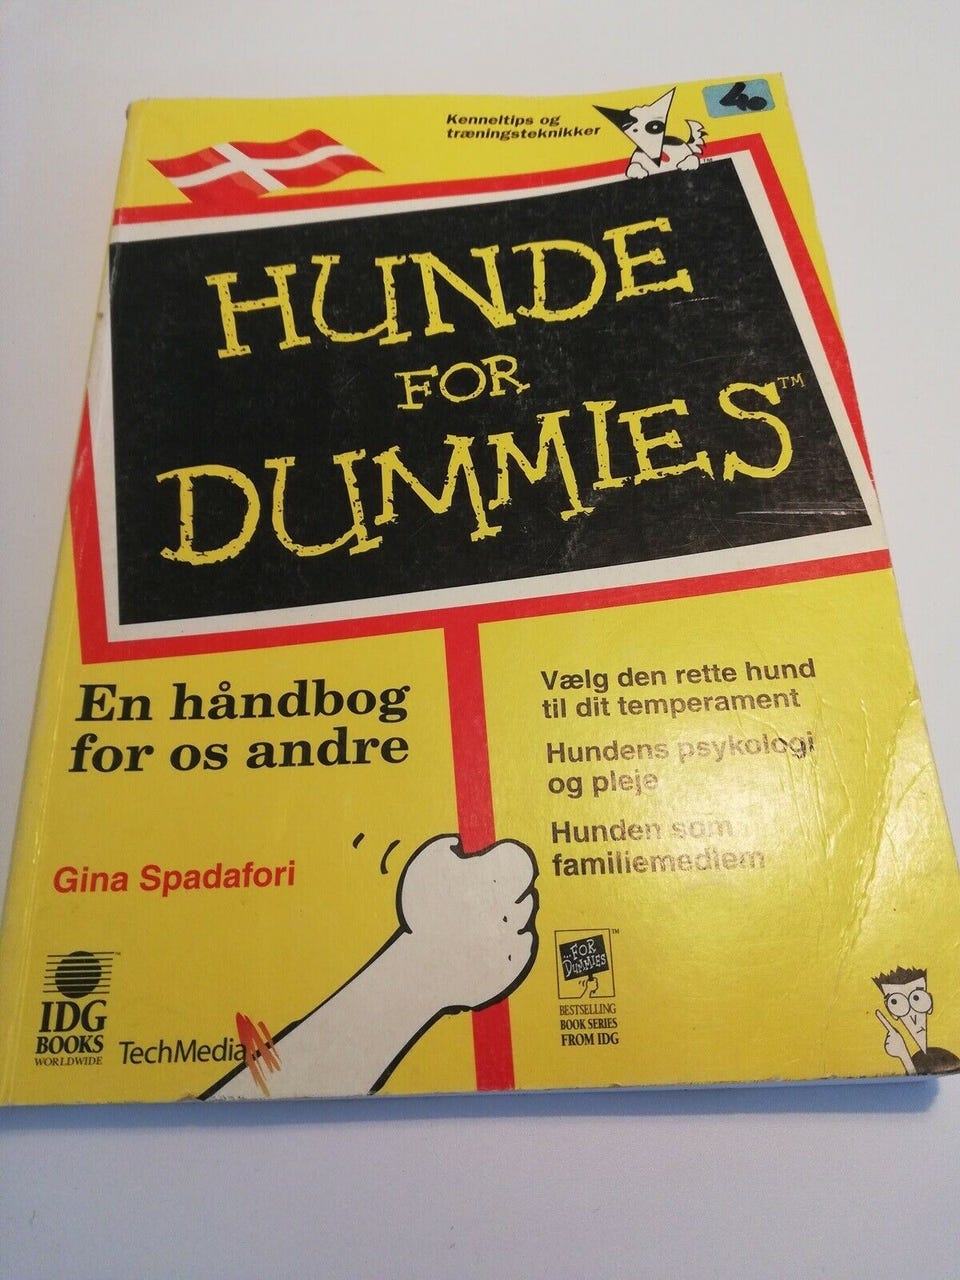 Kenneltips og
træningsteknikker
40
HUNDE
FOR
DUMMIES™
En håndbog
for os andre
Vælg den rette hund
til dit temperament
Hundens psykologi
og pleje
Hunden som
familiemedlem
Gina Spadafori
IDG
BOOKS
WORLDWIDE
TechMedia
...FOR
DUMMIES
BESTSELLING
BOOK SERIES
FROM IDG